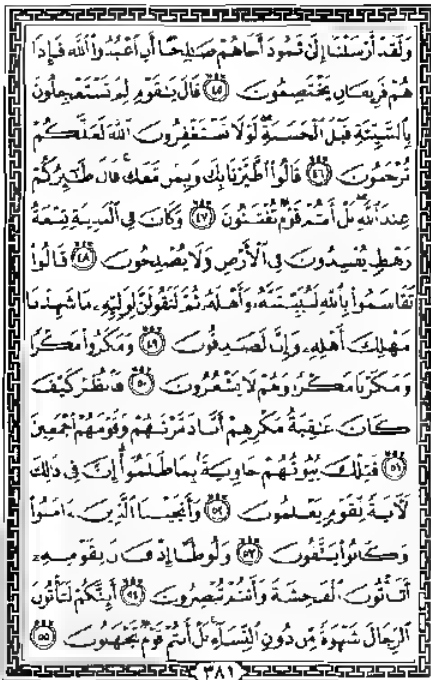 وَلَقَدْ أَرْسَلْنَا إِلَىٰ ثَمُودَ أَخَاهُمْ صَٰلِحًا أَنِ ٱعْبُدُوا۟ ٱللَّهَ فَإِذَا
هُمْ فَرِيقَانِ يَخْتَصِمُونَ ﴿٤٥﴾ قَالَ يَٰقَوْمِ لِمَ تَسْتَعْجِلُونَ
بِٱلسَّيِّئَةِ قَبْلَ ٱلْحَسَنَةِ لَوْلَا تَسْتَغْفِرُونَ ٱللَّهَ لَعَلَّكُمْ
تُرْحَمُونَ ﴿٤٦﴾ قَالُوا۟ ٱطَّيَّرْنَا بِكَ وَبِمَن مَّعَكَ قَالَ طَٰٓئِرُكُمْ
عِندَ ٱللَّهِ بَلْ أَنتُمْ قَوْمٌ تُفْتَنُونَ ﴿٤٧﴾ وَكَانَ فِى ٱلْمَدِينَةِ تِسْعَةُ
رَهْطٍ يُفْسِدُونَ فِى ٱلْأَرْضِ وَلَا يُصْلِحُونَ ﴿٤٨﴾ قَالُوا۟
تَقَاسَمُوا۟ بِٱللَّهِ لَنُبَيِّتَنَّهُۥ وَأَهْلَهُۥ ثُمَّ لَنَقُولَنَّ لِوَلِيِّهِۦ مَا شَهِدْنَا
مَهْلِكَ أَهْلِهِۦ وَإِنَّا لَصَٰدِقُونَ ﴿٤٩﴾ وَمَكَرُوا۟ مَكْرًا
وَمَكَرْنَا مَكْرًا وَهُمْ لَا يَشْعُرُونَ ﴿٥٠﴾ فَٱنظُرْ كَيْفَ
كَانَ عَٰقِبَةُ مَكْرِهِمْ أَنَّا دَمَّرْنَٰهُمْ وَقَوْمَهُمْ أَجْمَعِينَ
﴿٥١﴾ فَتِلْكَ بُيُوتُهُمْ خَاوِيَةًۢ بِمَا ظَلَمُوٓا۟ إِنَّ فِى ذَٰلِكَ
لَءَايَةً لِّقَوْمٍ يَعْلَمُونَ ﴿٥٢﴾ وَأَنجَيْنَا ٱلَّذِينَ ءَامَنُوا۟
وَكَانُوا۟ يَتَّقُونَ ﴿٥٣﴾ وَلُوطًا إِذْ قَالَ لِقَوْمِهِۦٓ
أَتَأْتُونَ ٱلْفَٰحِشَةَ وَأَنتُمْ تُبْصِرُونَ ﴿٥٤﴾ أَئِنَّكُمْ لَتَأْتُونَ
ٱلرِّجَالَ شَهْوَةً مِّن دُونِ ٱلنِّسَآءِ بَلْ أَنتُمْ قَوْمٌ تَجْهَلُونَ ﴿٥٥﴾
٣٨١